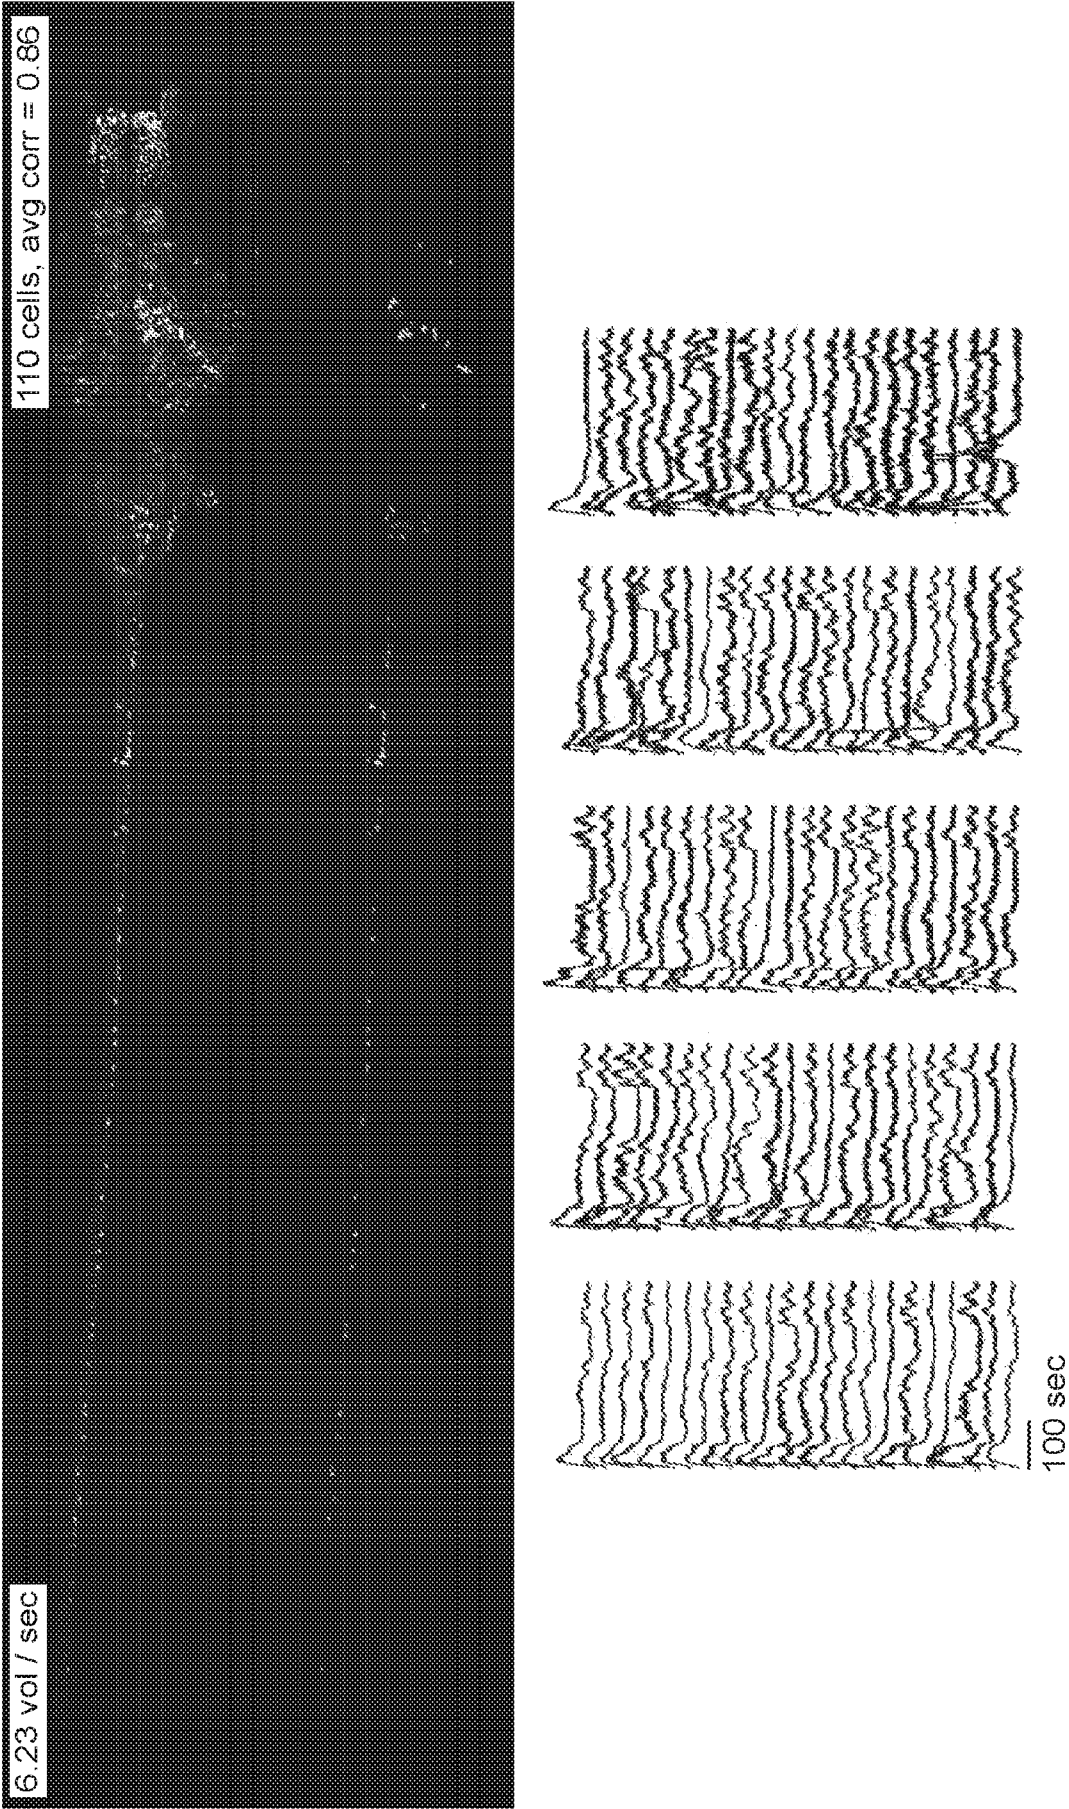 6.23 vol / sec
110 cells, avg corr = 0.86
100 sec